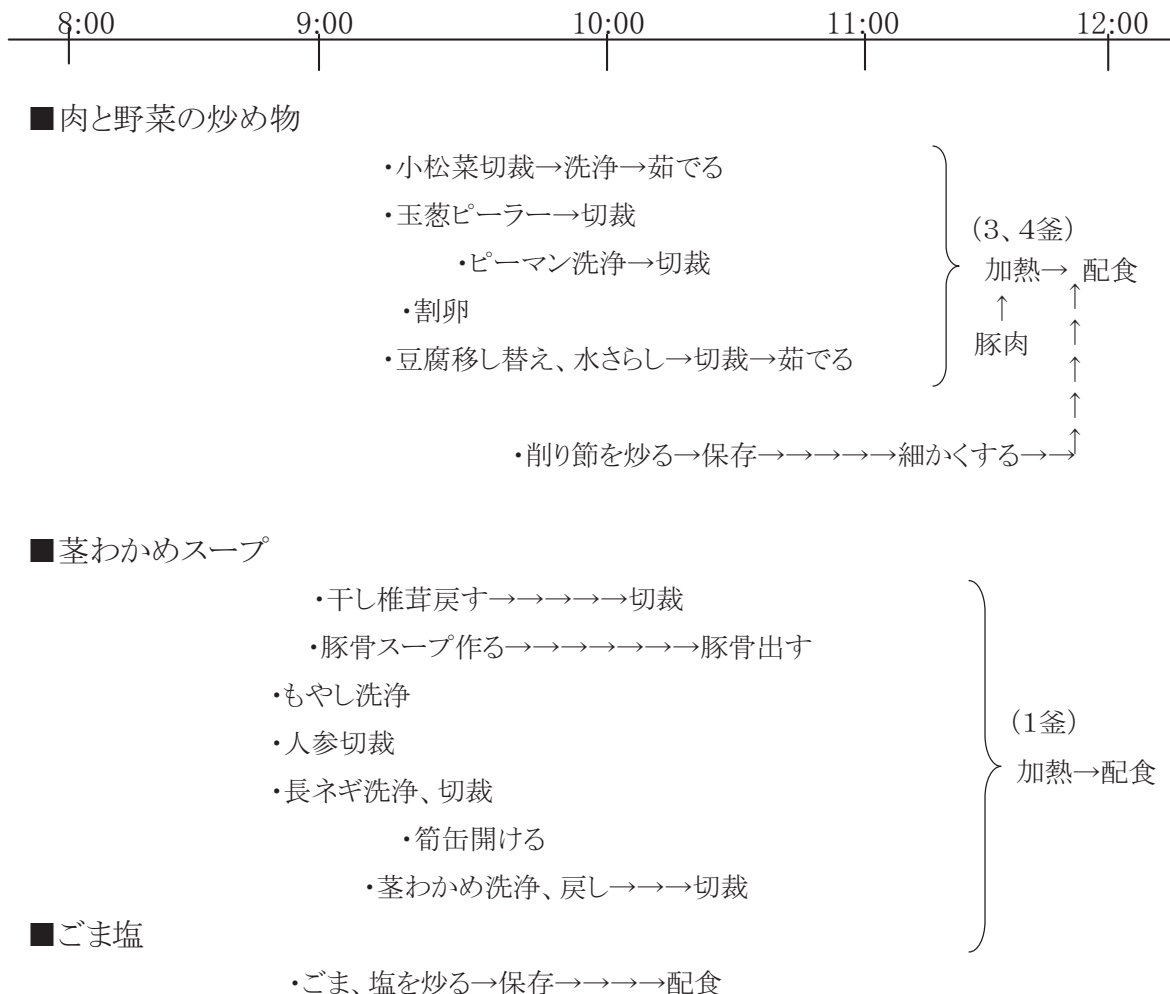 8:00 9:00 10:00 11:00 12:00
■肉と野菜の炒め物
・小松菜切裁→洗浄→茹でる
・玉葱ピーラー→切裁
・ピーマン洗浄→切裁
・割卵
・豆腐移し替え、水さらし→切裁→茹でる
(3、4釜)
加熱→ 配食
↑
豚肉
↑
↑
↑
↑
↑
・削り節を炒る→保存→→→→→細かくする→→
■茎わかめスープ
・干し椎茸戻す→→→→→切裁
・豚骨スープ作る→→→→→→→豚骨出す
・もやし洗浄
・人参切裁
・長ネギ洗浄、切裁
・筍缶開ける
・茎わかめ洗浄、戻し→→→切裁
(1釜)
加熱→配食
■ごま塩
・ごま、塩を炒る→保存→→→→配食